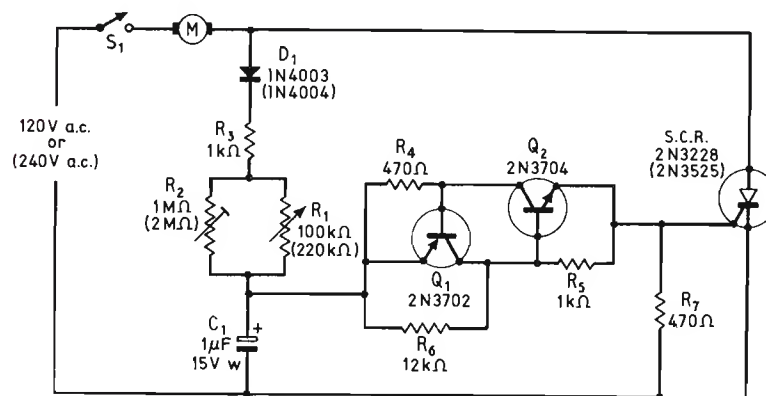 S1
M
D1
1N4003
(1N4004)
120V a.c.
or
(240V a.c.)
R3
1kΩ
R2
1MΩ
(2MΩ)
R1
100kΩ
(220kΩ)
R4
470Ω
Q2
2N3704
S.C.R.
2N3228
(2N3525)
Q1
2N3702
R5
1kΩ
R6
12kΩ
R7
470Ω
C1
1µF
15V w
+